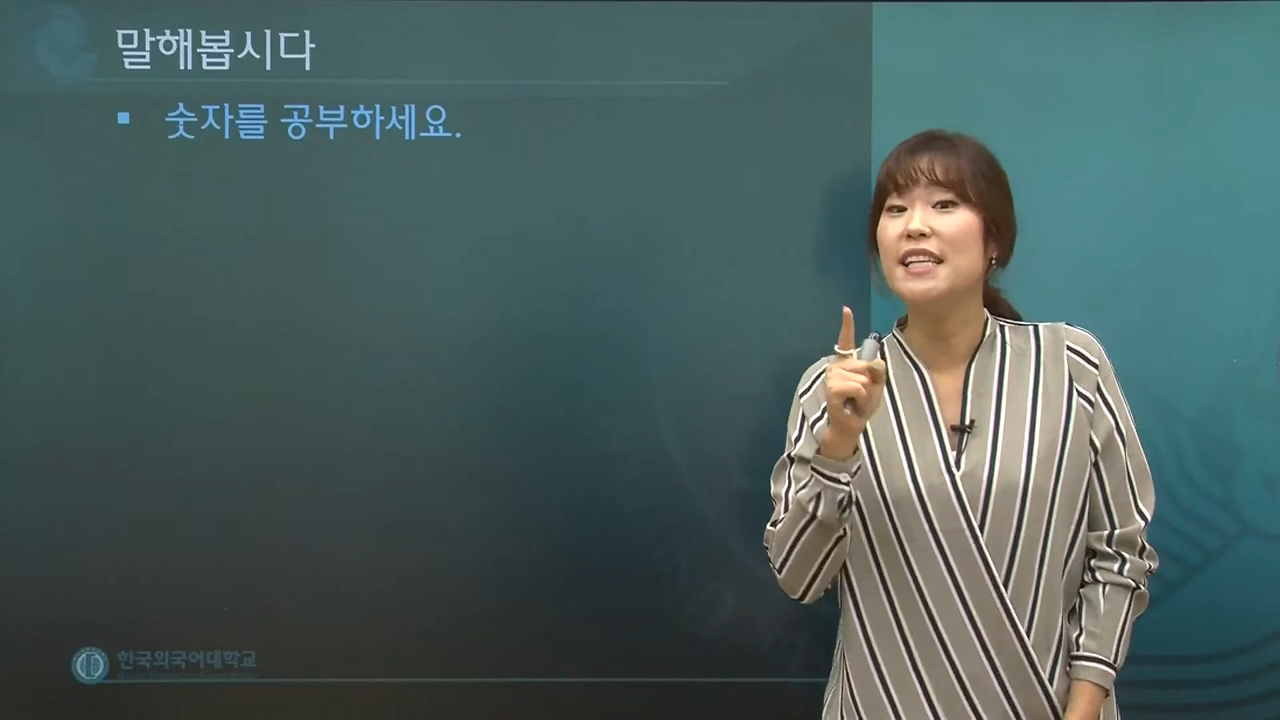 말해봅시다
숫자를 공부하세요.
한국외국어대학교